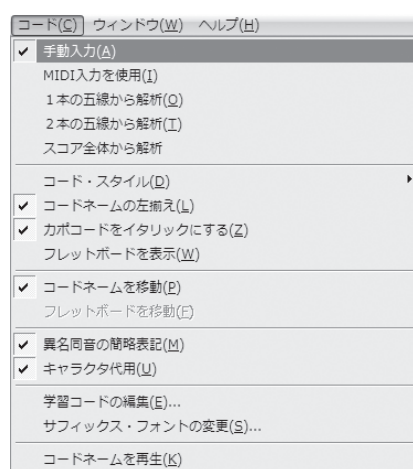 コード(C) ウィンドウ(W) ヘルプ(H)
手動入力(A)
MIDI入力を使用(I)
１本の五線から解析(O)
２本の五線から解析(T)
スコア全体から解析
コード・スタイル(D)
コードネームの左揃え(L)
カポコードをイタリックにする(Z)
フレットボードを表示(W)
コードネームを移動(P)
フレットボードを移動(F)
異名同音の簡略表記(M)
キャラクタ代用(U)
学習コードの編集(E)...
サフィックス・フォントの変更(S)...
コードネームを再生(K)